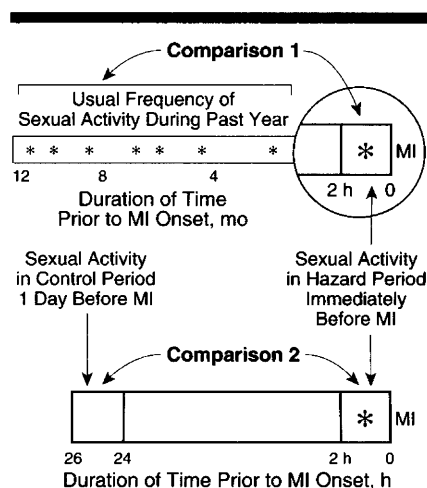 Comparison 1
Usual Frequency of
Sexual Activity During Past Year
* * * * * * *
* MI
12 8 4 2 h 0
Duration of Time
Prior to MI Onset, mo
Sexual Activity
in Control Period
1 Day Before MI
Sexual Activity
in Hazard Period
Immediately
Before MI
Comparison 2
* MI
26 24 2 h 0
Duration of Time Prior to MI Onset, h